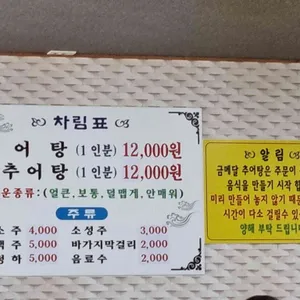 차림표
어탕 (1인분) 12,000원
추어탕 (1인분) 12,000원
운종류: (얼큰, 보통, 덜맵게, 안매워)
주류
소주 4,000 소성주 3,000
맥주 5,000 바가지막걸리 2,000
청하 5,000 음료수 2,000
알림
금메달 추어탕은 주문이
음식을 만들기 시작 합
미리 만들어 놓지 않기 때문
시간이 다소 걸릴수 있
양해 부탁 드립니다